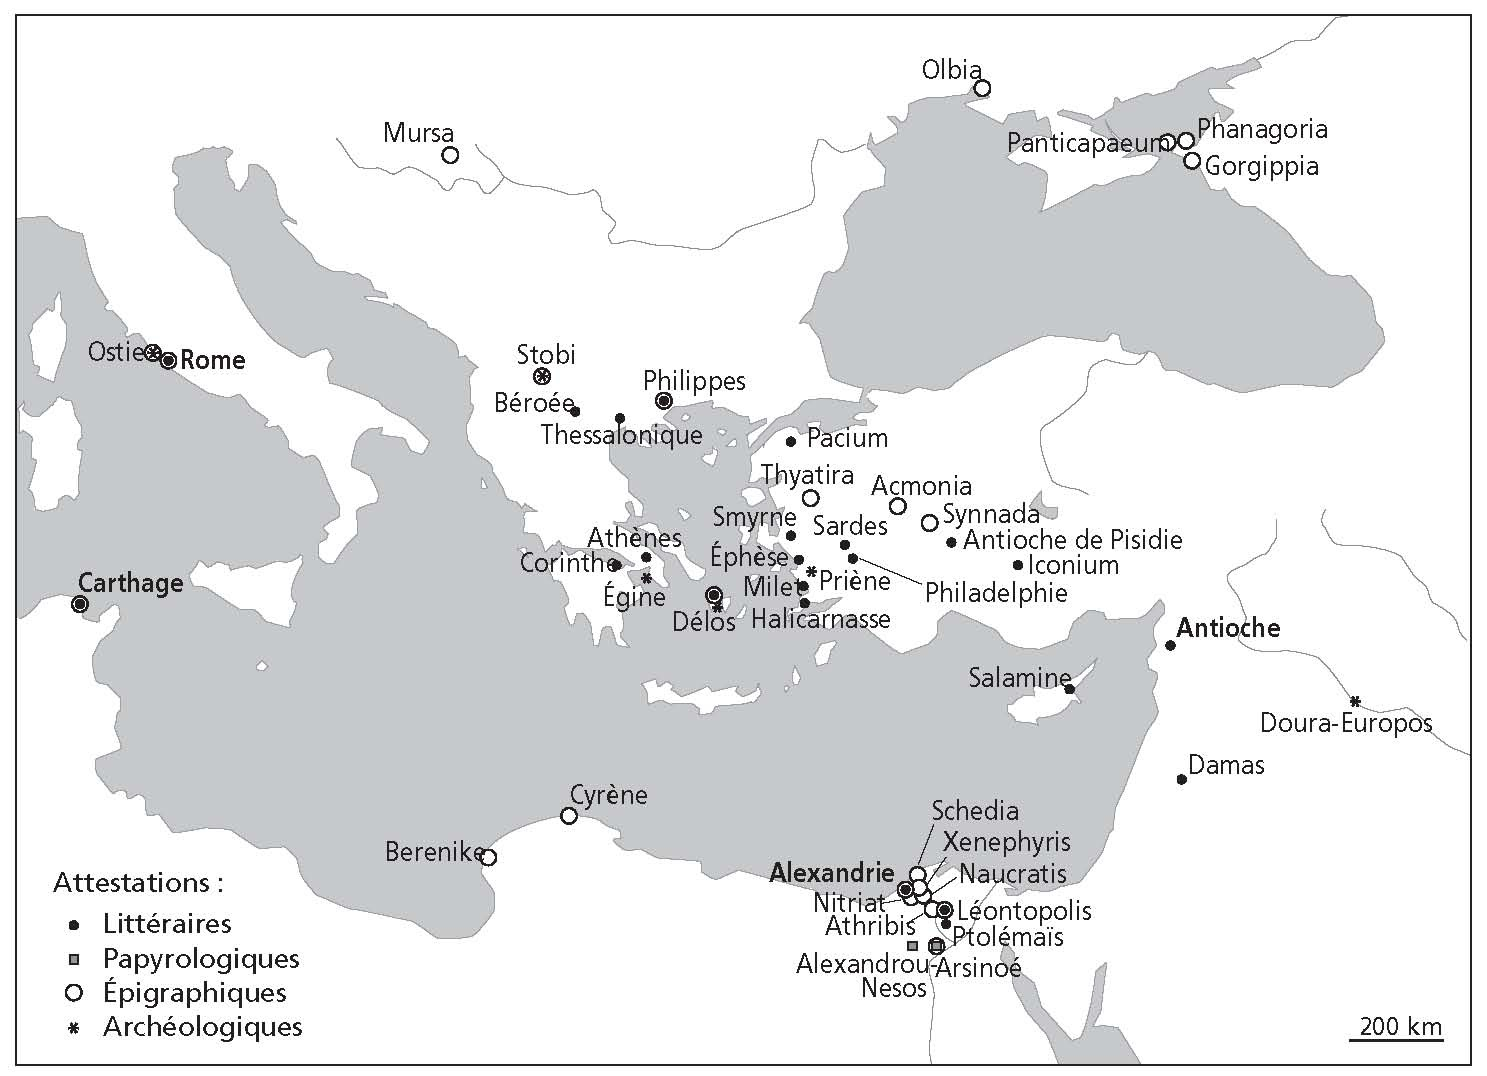 Olbia
Mursa
Panticapaeum
Phanagoria
Gorgippia
Ostie
Rome
Stobi
Philippes
Béroée
Thessalonique
Pacium
Thyatira
Acmonia
Smyrne
Sardes
Synnada
Athènes
Antioche de Pisidie
Corinthe
Éphèse
Iconium
Carthage
Égine
Milet
Priène
Philadelphie
Délos
Halicarnasse
Antioche
Salamine
Doura-Europos
Damas
Cyrène
Schedia
Berenike
Xenephyris
Alexandrie
Naucratis
Nitriat
Léontopolis
Athribis
Ptolémaïs
Alexandrou-
Nesos
Arsinoé
Attestations :
Littéraires
Papyrologiques
Épigraphiques
Archéologiques
200 km